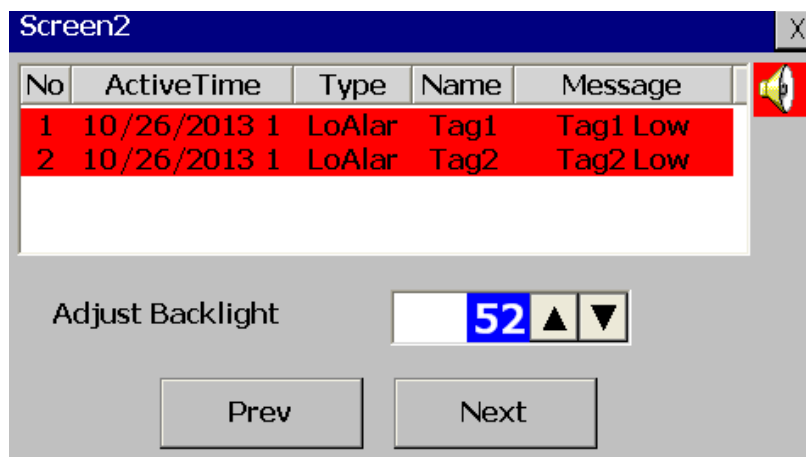 Screen2 X
No ActiveTime Type Name Message
1 10/26/2013 1 LoAlar Tag1 Tag1 Low
2 10/26/2013 1 LoAlar Tag2 Tag2 Low
Adjust Backlight 52
Prev Next